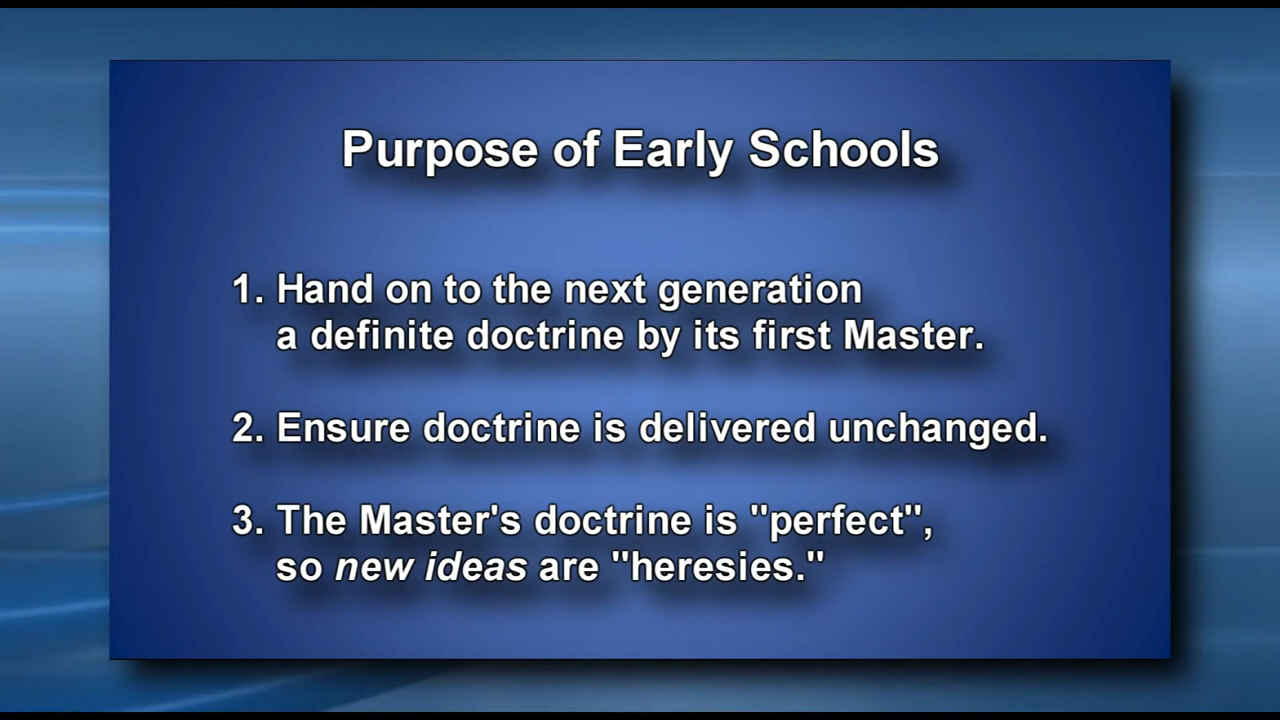 Purpose of Early Schools
1. Hand on to the next generation
a definite doctrine by its first Master.
2. Ensure doctrine is delivered unchanged.
3. The Master's doctrine is "perfect",
so new ideas are "heresies."